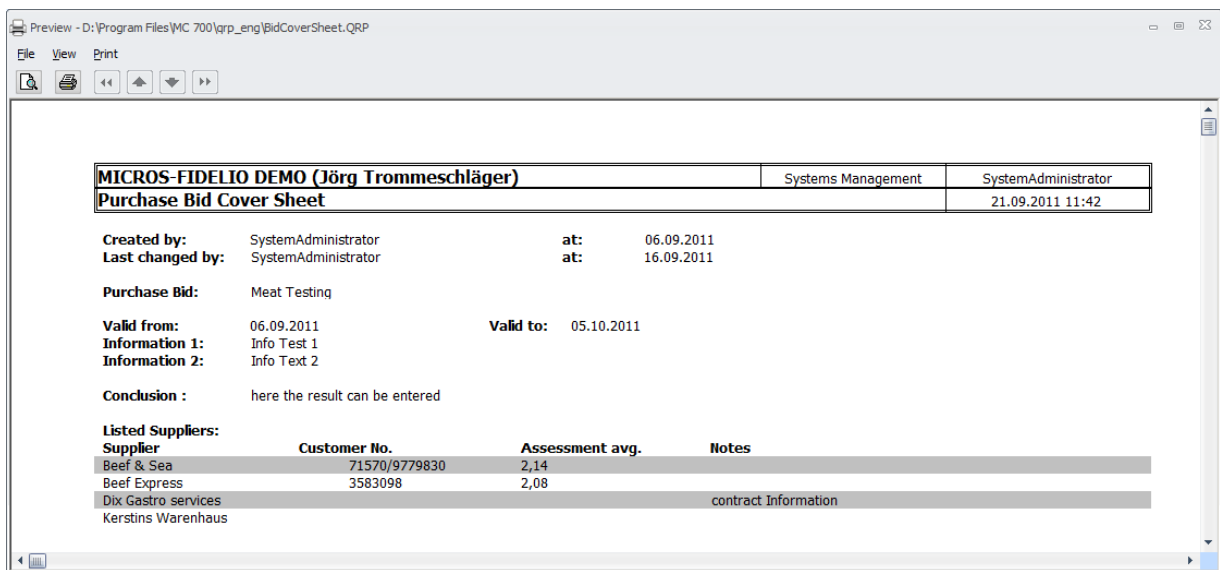 Preview - D:\Program Files\MC 700\qrp_eng\BidCoverSheet.QRP
File View Print
MICROS-FIDELIO DEMO (Jörg Trommeschläger) Systems Management SystemAdministrator
Purchase Bid Cover Sheet 21.09.2011 11:42
Created by: SystemAdministrator at: 06.09.2011
Last changed by: SystemAdministrator at: 16.09.2011
Purchase Bid: Meat Testing
Valid from: 06.09.2011 Valid to: 05.10.2011
Information 1: Info Test 1
Information 2: Info Text 2
Conclusion : here the result can be entered
Listed Suppliers:
Supplier Customer No. Assessment avg. Notes
Beef & Sea 71570/9779830 2,14
Beef Express 3583098 2,08
Dix Gastro services contract Information
Kerstins Warenhaus